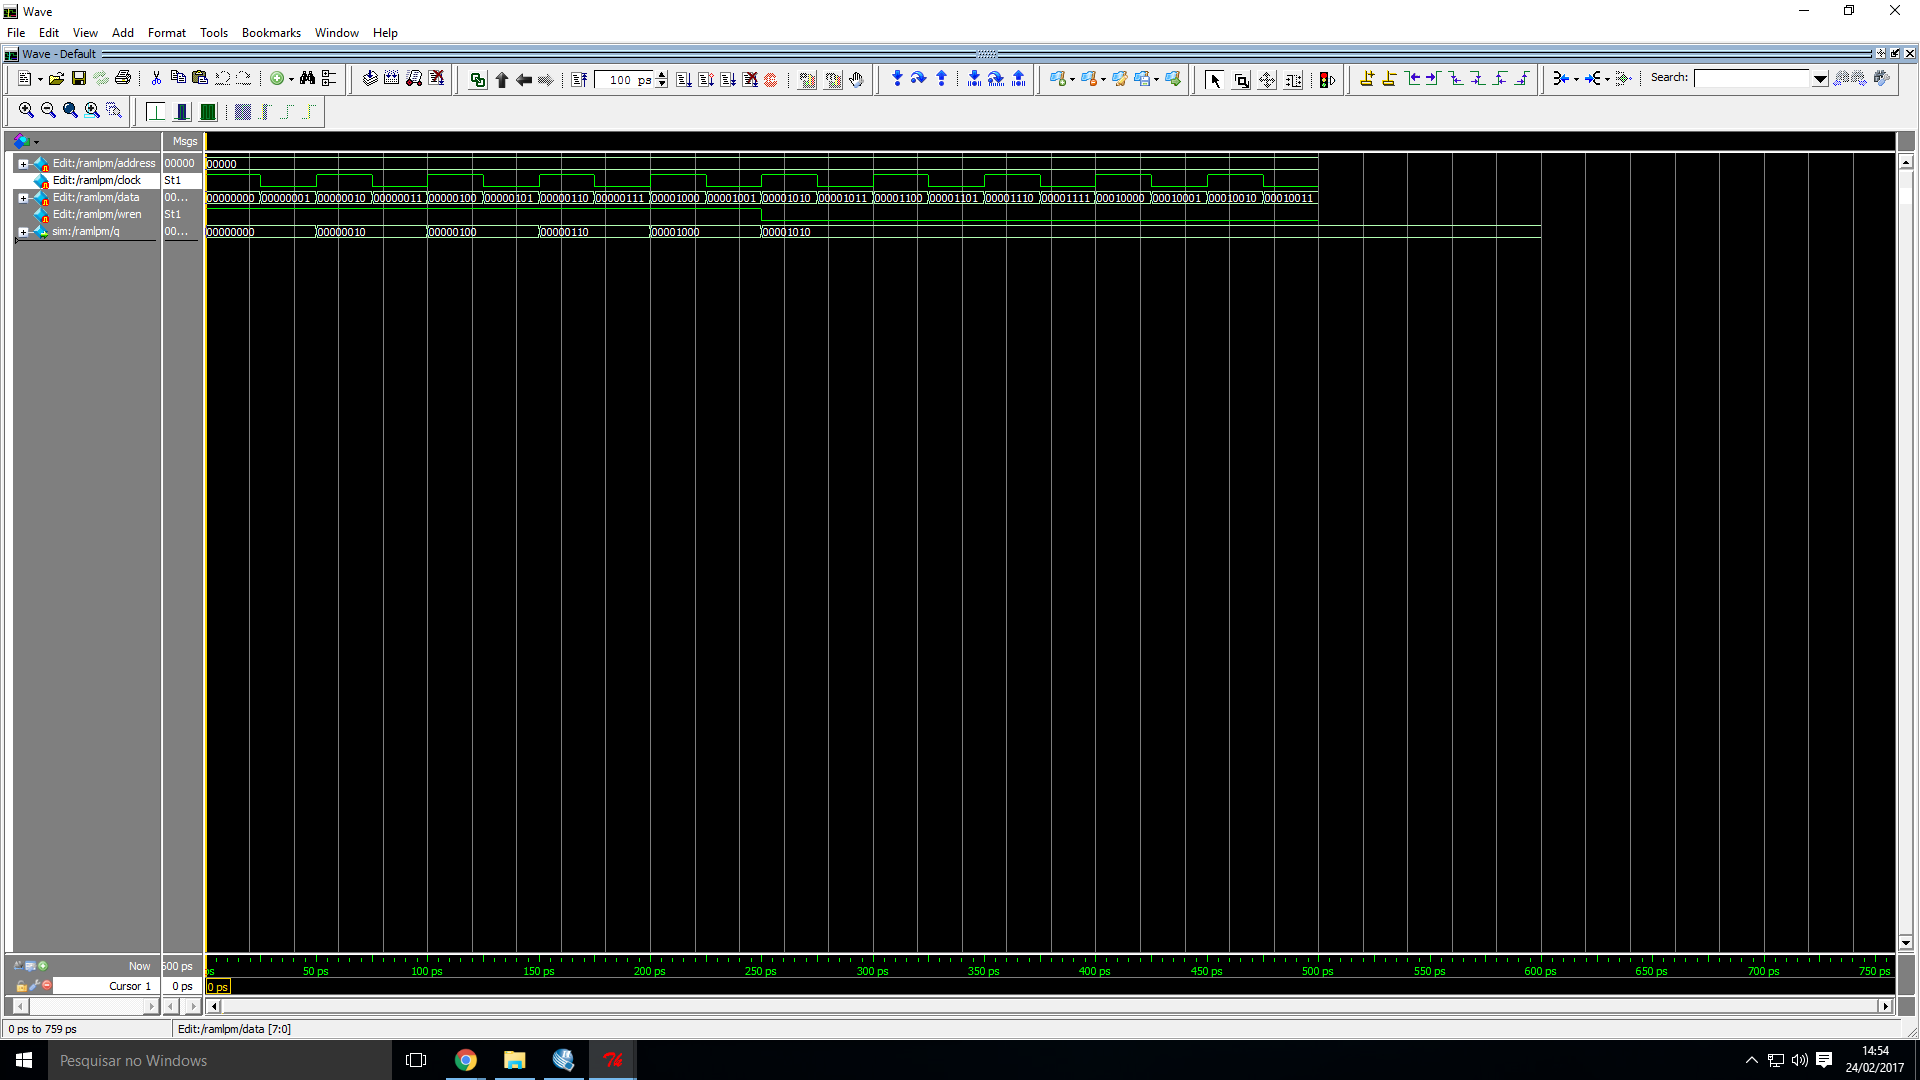 Wave
File Edit View Add Format Tools Bookmarks Window Help
Wave - Default
100 ps
Search:
Msgs
Edit:/ramlpm/address 00000 00000
Edit:/ramlpm/clock St1
Edit:/ramlpm/data 00... 00000000 00000001 00000010 00000011 00000100 00000101 00000110 00000111 00001000 00001001 00001010 00001011 00001100 00001101 00001110 00001111 00010000 00010001 00010010 00010011
Edit:/ramlpm/wren St1
sim:/ramlpm/q 00... 00000000 00000010 00000100 00000110 00001000 00001010
Now 600 ps ps 50 ps 100 ps 150 ps 200 ps 250 ps 300 ps 350 ps 400 ps 450 ps 500 ps 550 ps 600 ps 650 ps 700 ps 750 ps
Cursor 1 0 ps 0 ps
0 ps to 759 ps Edit:/ramlpm/data [7:0]
Pesquisar no Windows
14:54
24/02/2017